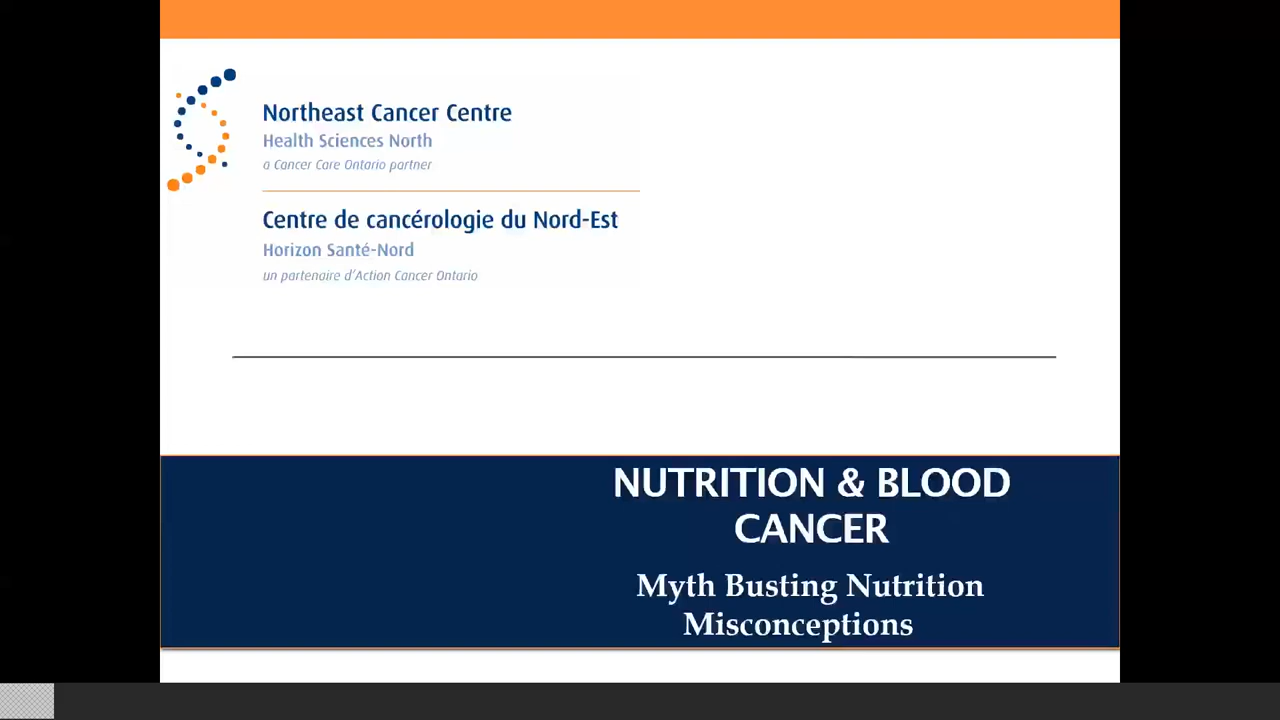 Northeast Cancer Centre
Health Sciences North
a Cancer Care Ontario partner
Centre de cancérologie du Nord-Est
Horizon Santé-Nord
un partenaire d'Action Cancer Ontario
NUTRITION & BLOOD
CANCER
Myth Busting Nutrition
Misconceptions